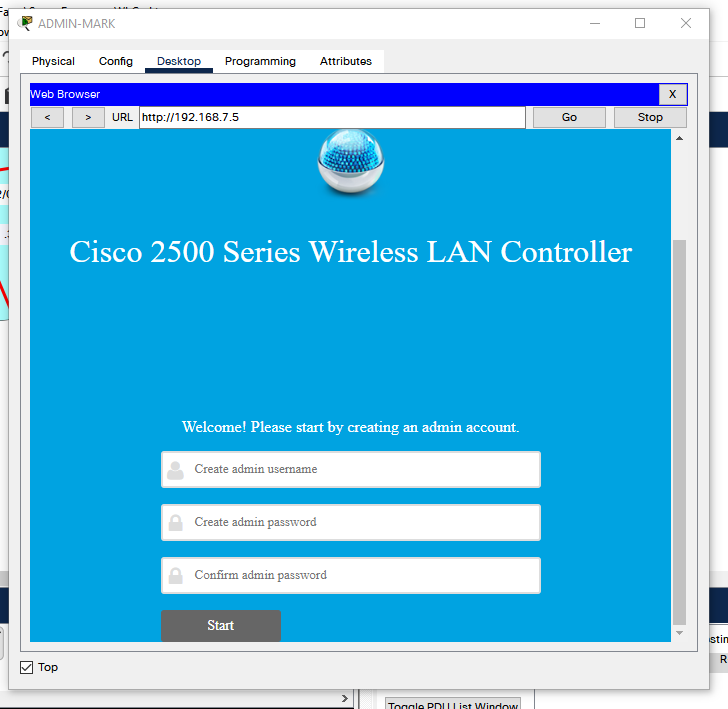 ADMIN-MARK
Physical Config Desktop Programming Attributes
Web Browser X
< > URL http://192.168.7.5 Go Stop
Cisco 2500 Series Wireless LAN Controller
Welcome! Please start by creating an admin account.
Create admin username
Create admin password
Confirm admin password
Start
Top
Toggle PDU List Window